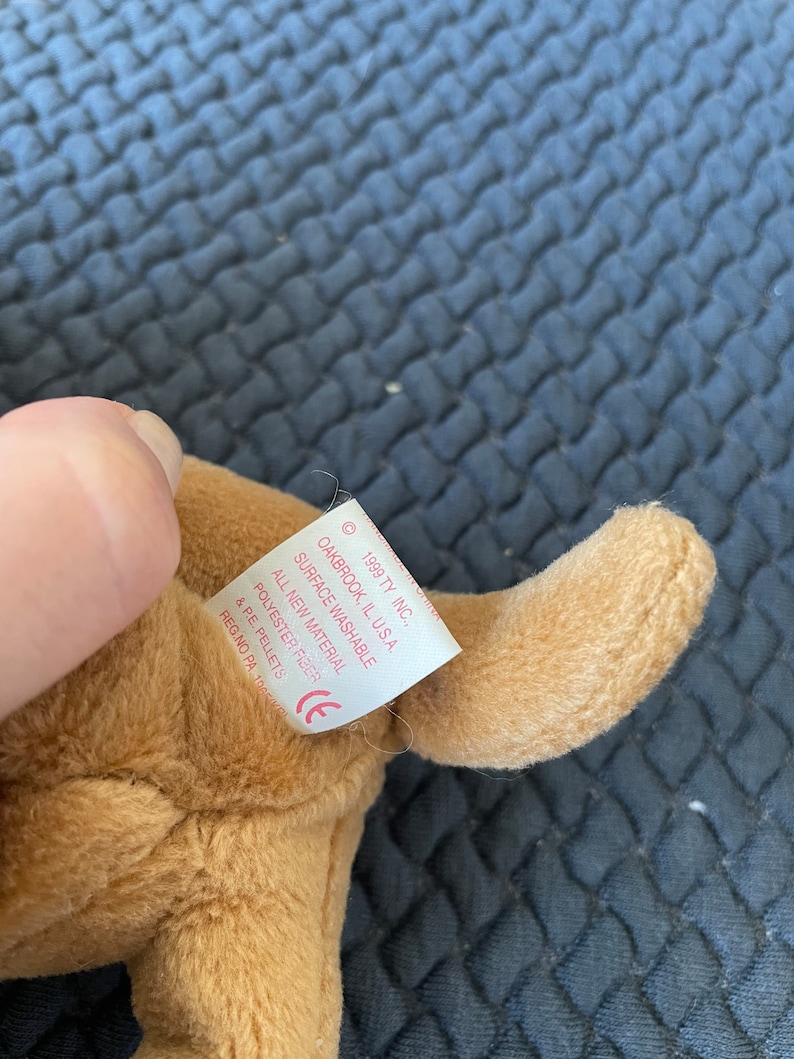 © 1999 TY INC.,
OAKBROOK, IL U.S.A.
SURFACE WASHABLE
ALL NEW MATERIAL
POLYESTER FIBER
& P.E. PELLETS
REG.NO PA.
CE